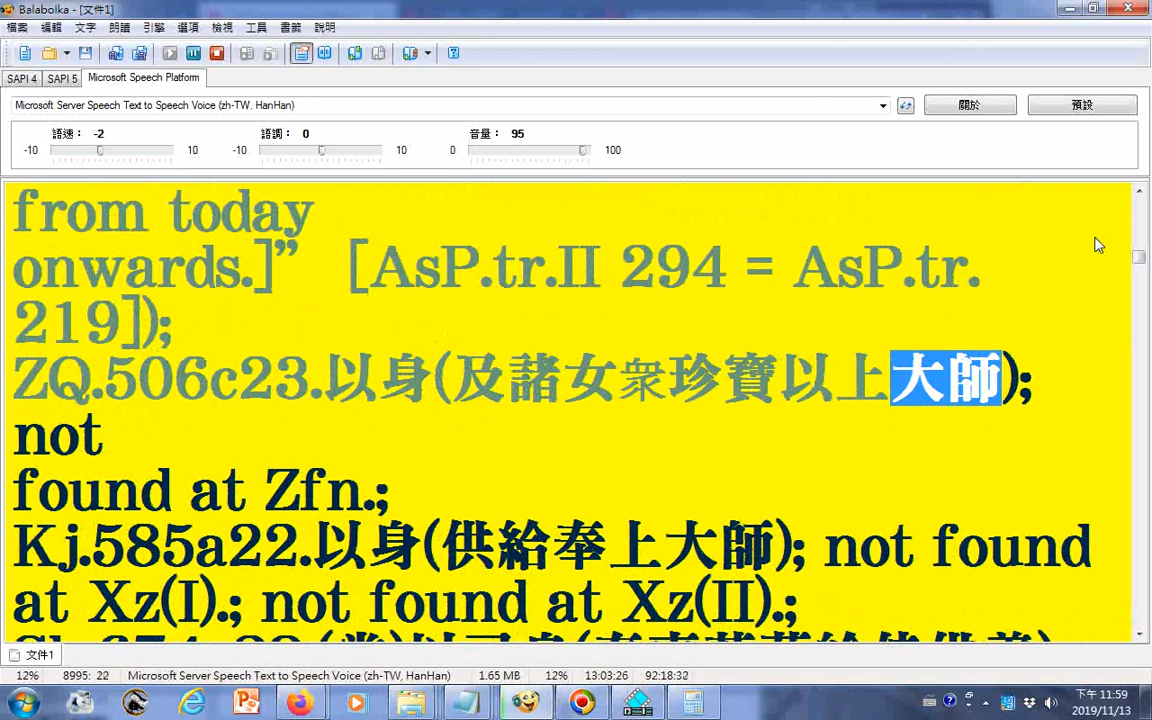 Balabolka - [文件1]
檔案 編輯 文字 朗讀 引擎 選項 檢視 工具 書籤 說明
SAPI 4 SAPI 5 Microsoft Speech Platform
Microsoft Server Speech Text to Speech Voice (zh-TW, HanHan) 關於 預設
語速： -2 語調： 0 音量： 95
-10 10 -10 10 0 100
from today
onwards.]” [AsP.tr.II 294 = AsP.tr.
219]);
ZQ.506c23.以身(及諸女衆珍寶以上大師);
not
found at Zfn.;
Kj.585a22.以身(供給奉上大師); not found
at Xz(I).; not found at Xz(II).;
文件1
12% 8995: 22 Microsoft Server Speech Text to Speech Voice (zh-TW, HanHan) 1.65 MB 12% 13:03:26 92:18:32
下午 11:59
2019/11/13